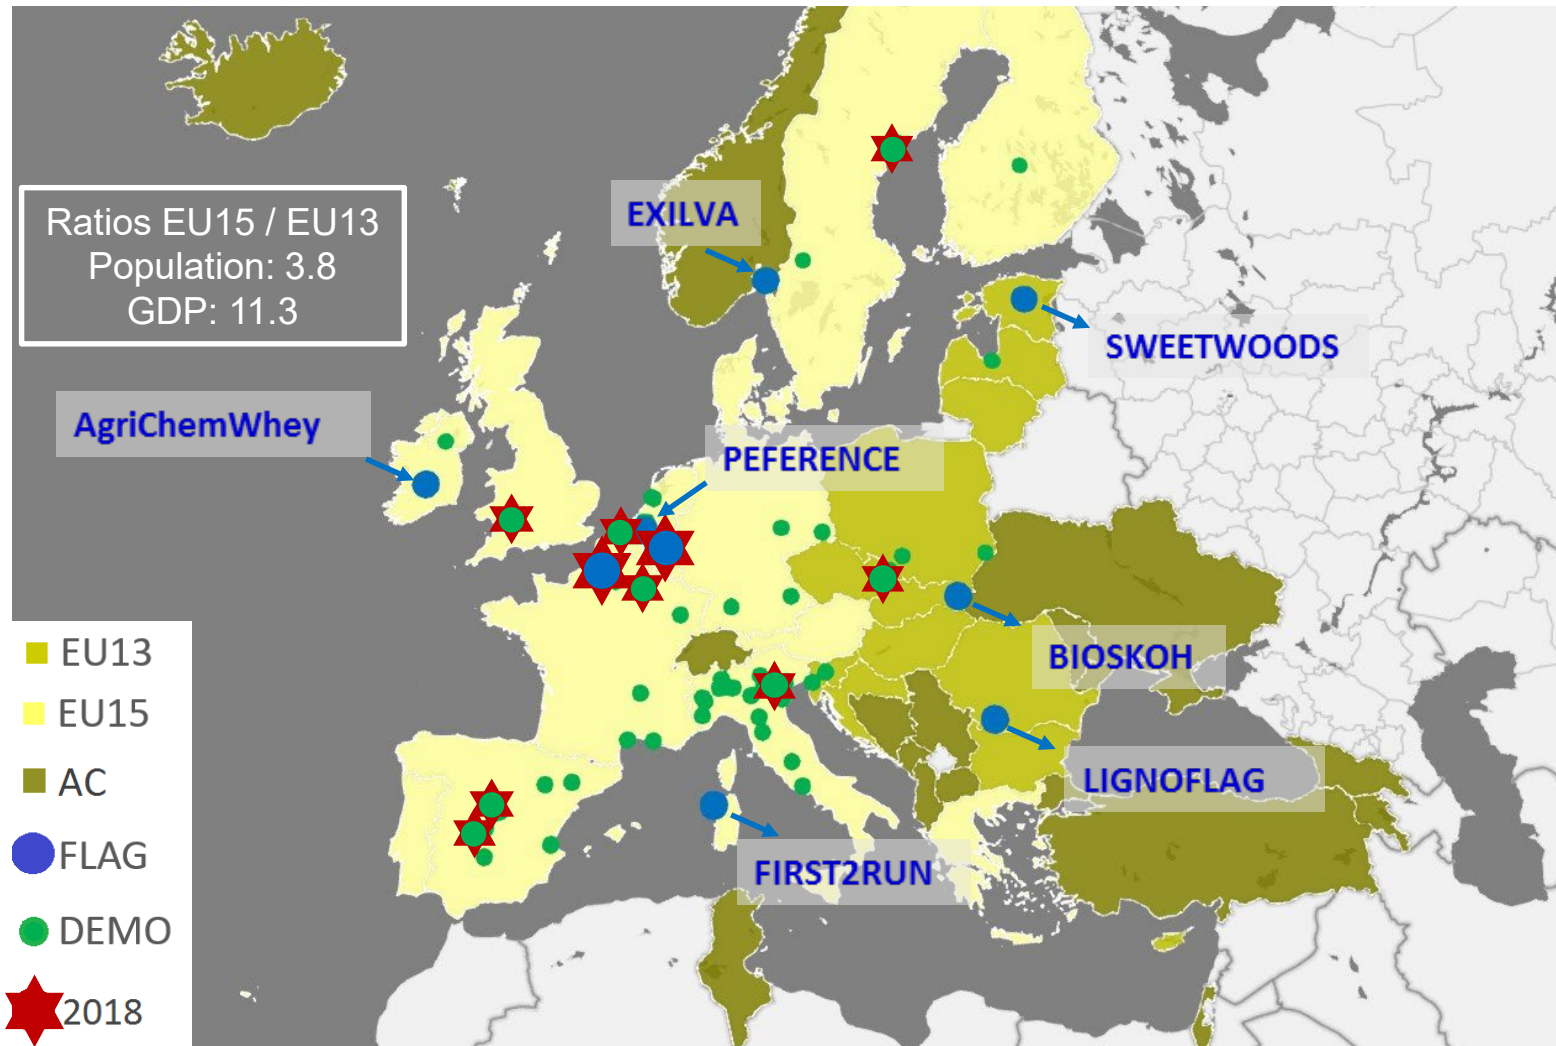 Ratios EU15 / EU13
Population: 3.8
GDP: 11.3
EXILVA
SWEETWOODS
AgriChemWhey
PEFERENCE
BIOSKOH
LIGNOFLAG
FIRST2RUN
EU13
EU15
AC
FLAG
DEMO
2018